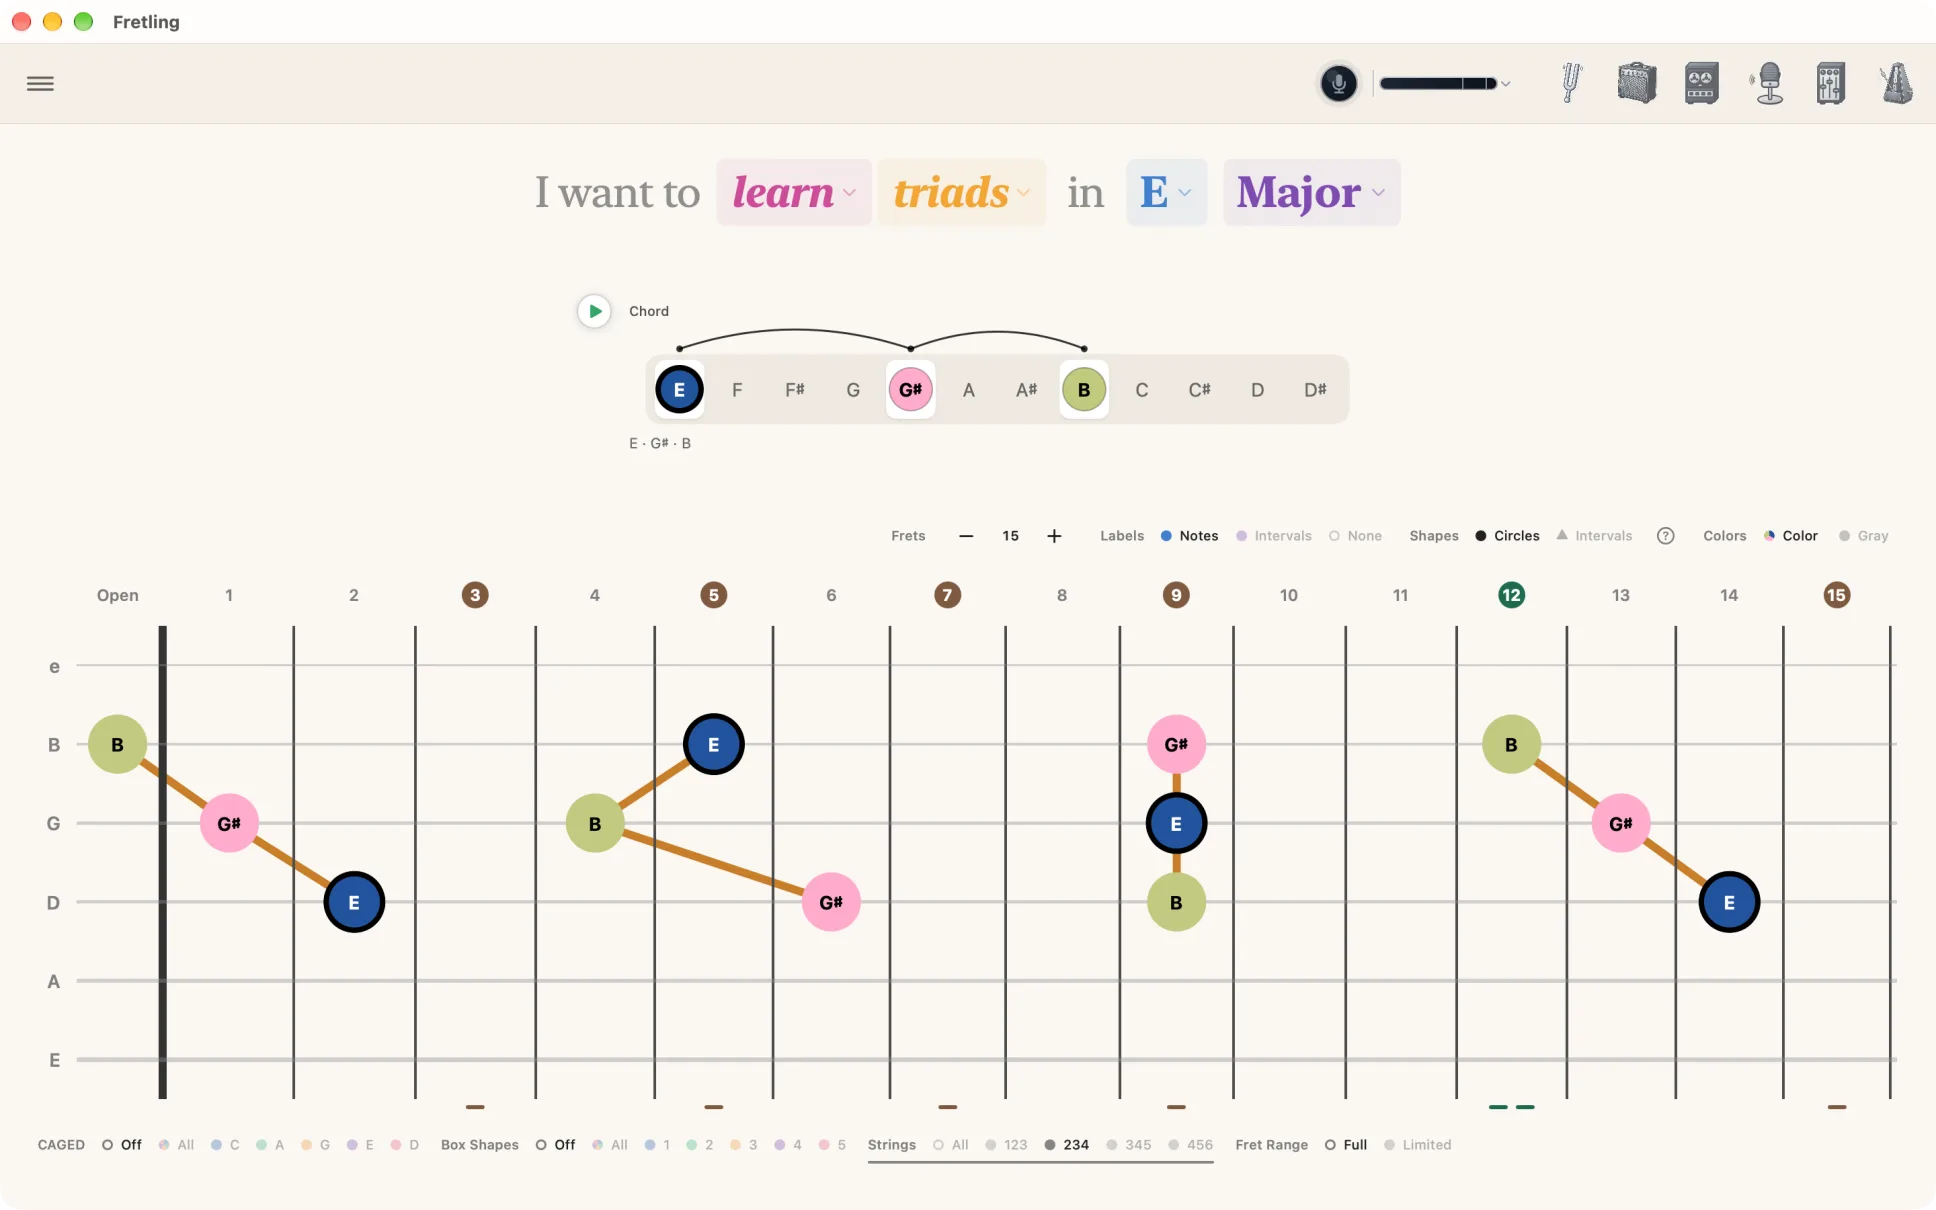 Fretling
I want to learn triads in E Major
Chord
E F F# G G# A A# B C C# D D#
E · G# · B
Frets — 15 + Labels Notes Intervals None Shapes Circles Intervals ? Colors Color Gray
Open 1 2 3 4 5 6 7 8 9 10 11 12 13 14 15
e
B B E G# B
G G# B E G#
D E G# B E
A
E
CAGED Off All C A G E D Box Shapes Off All 1 2 3 4 5 Strings All 123 234 345 456 Fret Range Full Limited